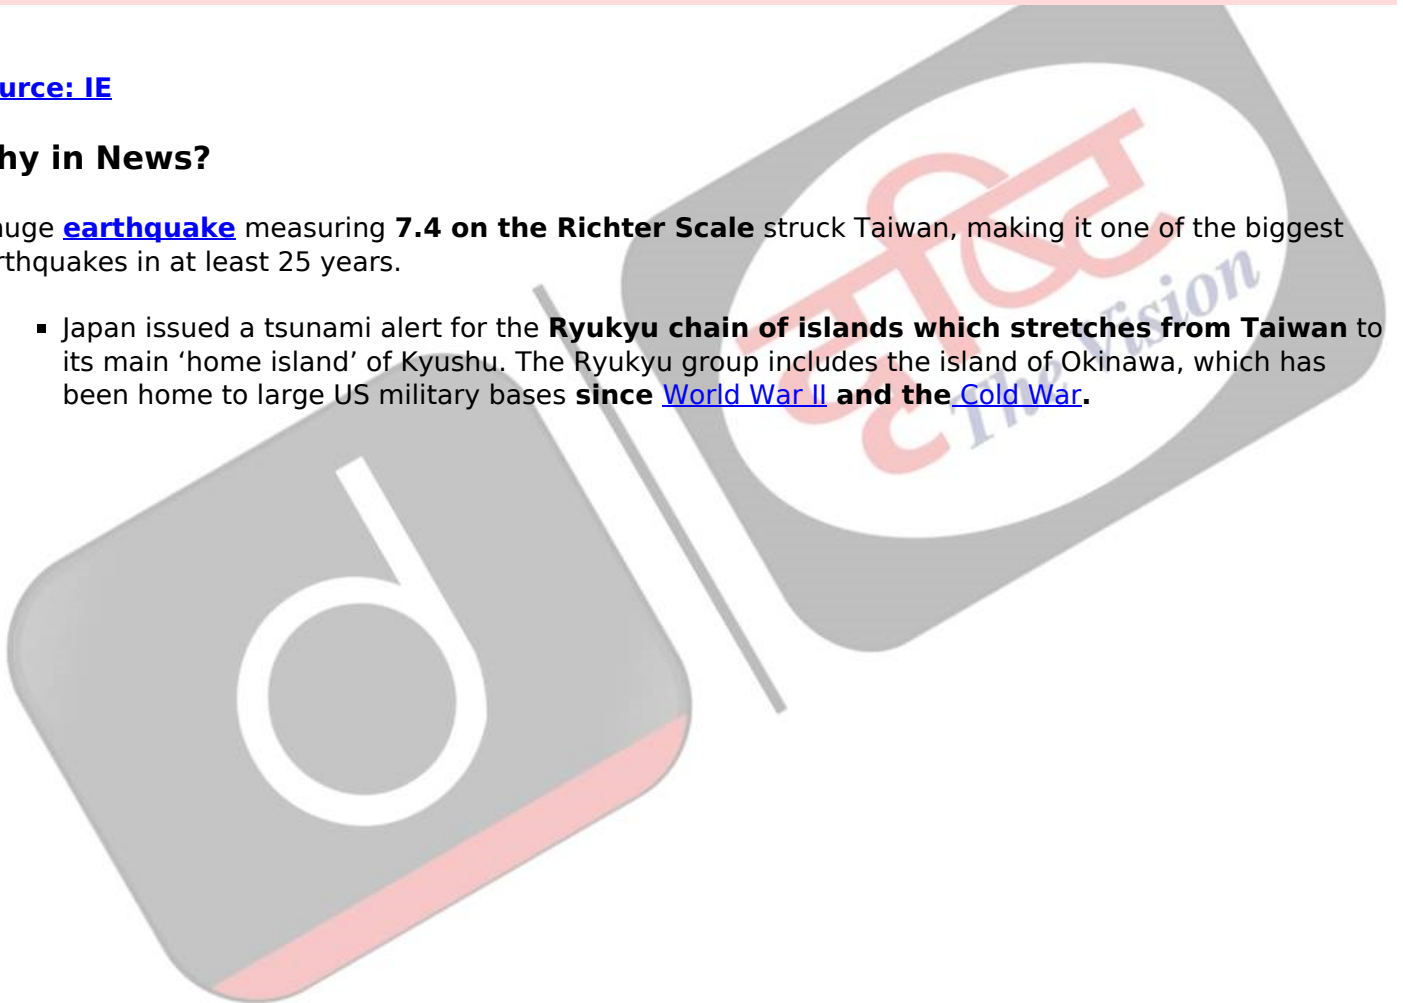 urce: IE
hy in News?
uge earthquake measuring 7.4 on the Richter Scale struck Taiwan, making it one of the biggest
rthquakes in at least 25 years.
▪ Japan issued a tsunami alert for the Ryukyu chain of islands which stretches from Taiwan to
its main ‘home island’ of Kyushu. The Ryukyu group includes the island of Okinawa, which has
been home to large US military bases since World War II and the Cold War.
दृष्टि
The Vision
d